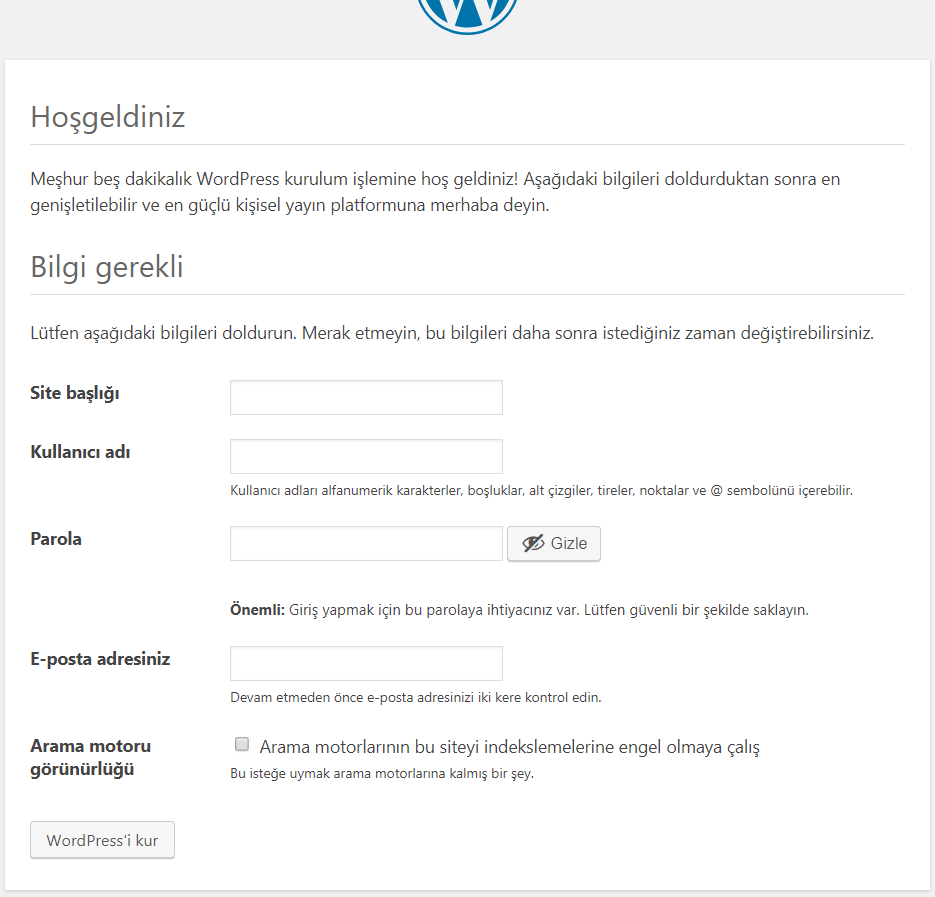 Hoşgeldiniz
Meşhur beş dakikalık WordPress kurulum işlemine hoş geldiniz! Aşağıdaki bilgileri doldurduktan sonra en
genişletilebilir ve en güçlü kişisel yayın platformuna merhaba deyin.
Bilgi gerekli
Lütfen aşağıdaki bilgileri doldurun. Merak etmeyin, bu bilgileri daha sonra istediğiniz zaman değiştirebilirsiniz.
Site başlığı
Kullanıcı adı
Kullanıcı adları alfanumerik karakterler, boşluklar, alt çizgiler, tireler, noktalar ve @ sembolünü içerebilir.
Parola
Gizle
Önemli: Giriş yapmak için bu parolaya ihtiyacınız var. Lütfen güvenli bir şekilde saklayın.
E-posta adresiniz
Devam etmeden önce e-posta adresinizi iki kere kontrol edin.
Arama motoru
görünürlüğü
Arama motorlarının bu siteyi indekslemelerine engel olmaya çalış
Bu isteğe uymak arama motorlarına kalmış bir şey.
WordPress'i kur